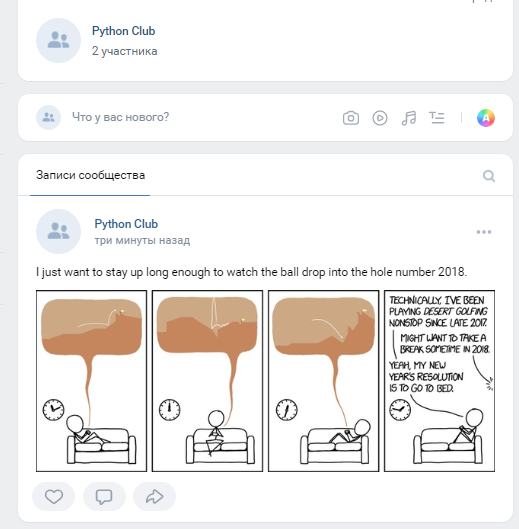 Python Club
2 участника
Что у вас нового?
Записи сообщества
Python Club
три минуты назад
I just want to stay up long enough to watch the ball drop into the hole number 2018.
TECHNICALLY, I'VE BEEN
PLAYING DESERT GOLFING
NONSTOP SINCE LATE 2017.
MIGHT WANT TO TAKE A
BREAK SOMETIME IN 2018.
YEAH, MY NEW
YEAR'S RESOLUTION
IS TO GO TO BED.